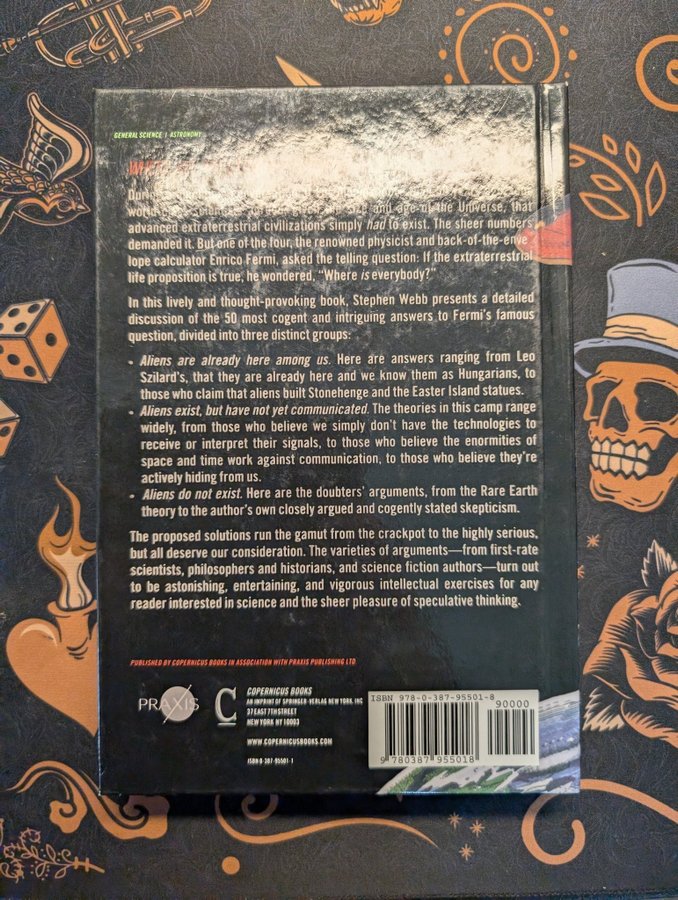 GENERAL SCIENCE | ASTRONOMY
and age of the Universe, that
advanced extraterrestrial civilizations simply had to exist. The sheer numbers
demanded it. But one of the four, the renowned physicist and back-of-the-enve
lope calculator Enrico Fermi, asked the telling question: If the extraterrestrial
life proposition is true, he wondered, "Where is everybody?"
In this lively and thought-provoking book, Stephen Webb presents a detailed
discussion of the 50 most cogent and intriguing answers to Fermi's famous
question, divided into three distinct groups:
• Aliens are already here among us. Here are answers ranging from Leo
Szilard's, that they are already here and we know them as Hungarians, to
those who claim that aliens built Stonehenge and the Easter Island statues.
• Aliens exist, but have not yet communicated. The theories in this camp range
widely, from those who believe we simply don't have the technologies to
receive or interpret their signals, to those who believe the enormities of
space and time work against communication, to those who believe they're
actively hiding from us.
• Aliens do not exist. Here are the doubters' arguments, from the Rare Earth
theory to the author's own closely argued and cogently stated skepticism.
The proposed solutions run the gamut from the crackpot to the highly serious,
but all deserve our consideration. The varieties of arguments—from first-rate
scientists, philosophers and historians, and science fiction authors—turn out
to be astonishing, entertaining, and vigorous intellectual exercises for any
reader interested in science and the sheer pleasure of speculative thinking.
PUBLISHED BY COPERNICUS BOOKS IN ASSOCIATION WITH PRAXIS PUBLISHING LTD
PRAXIS
C
COPERNICUS BOOKS
AN IMPRINT OF SPRINGER-VERLAG NEW YORK, INC
37 EAST 7TH STREET
NEW YORK NY 10003
WWW.COPERNICUSBOOKS.COM
ISBN 0-387-95501-1
ISBN 978-0-387-95501-8
90000
9 780387 955018